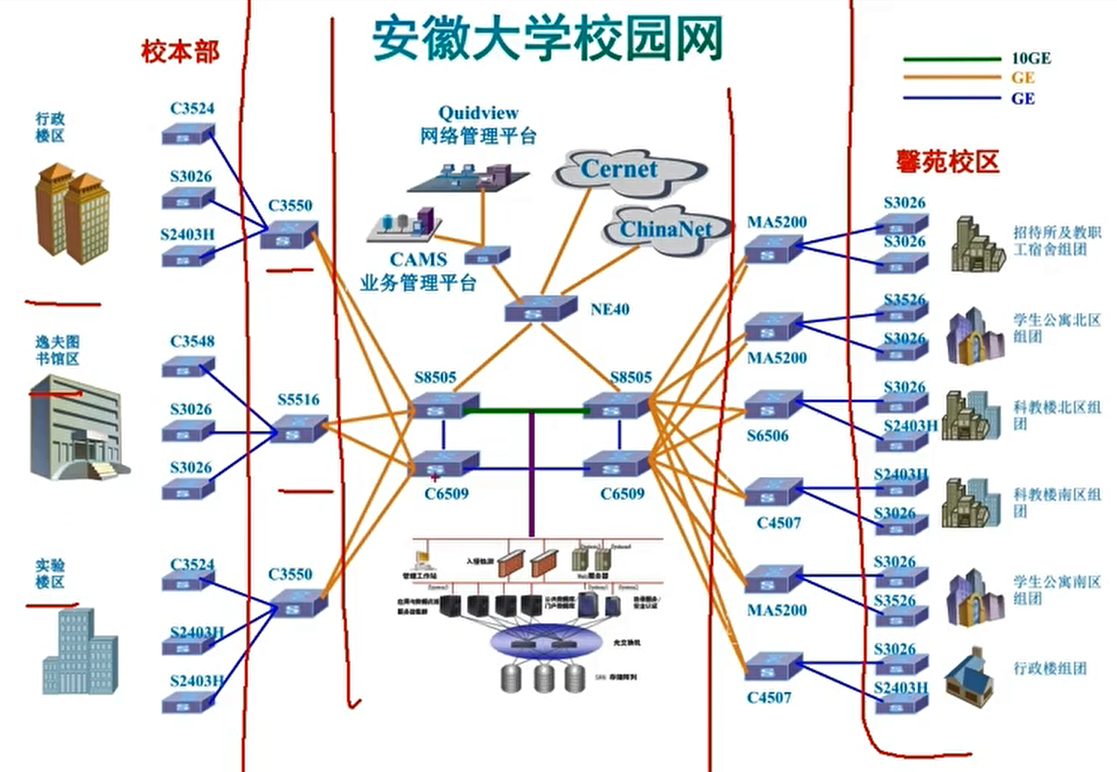 安徽大学校园网
校本部
10GE
GE
GE
行政
楼区
C3524
S3026
S2403H
C3550
逸夫图
书馆区
C3548
S3026
S3026
S5516
实验
楼区
C3524
S2403H
S2403H
C3550
Quidview
网络管理平台
CAMS
业务管理平台
Cernet
ChinaNet
NE40
S8505
S8505
C6509
C6509
管理工作站
入侵检测
Web服务器
光交换机
SAN 存储阵列
馨苑校区
MA5200
S3026
S3026
招待所及教职
工宿舍组团
MA5200
S3526
S3026
学生公寓北区
组团
S6506
S3026
S2403H
科教楼北区组
团
C4507
S2403H
S3026
科教楼南区组
团
MA5200
S3026
S3526
学生公寓南区
组团
C4507
S3026
S2403H
行政楼组团